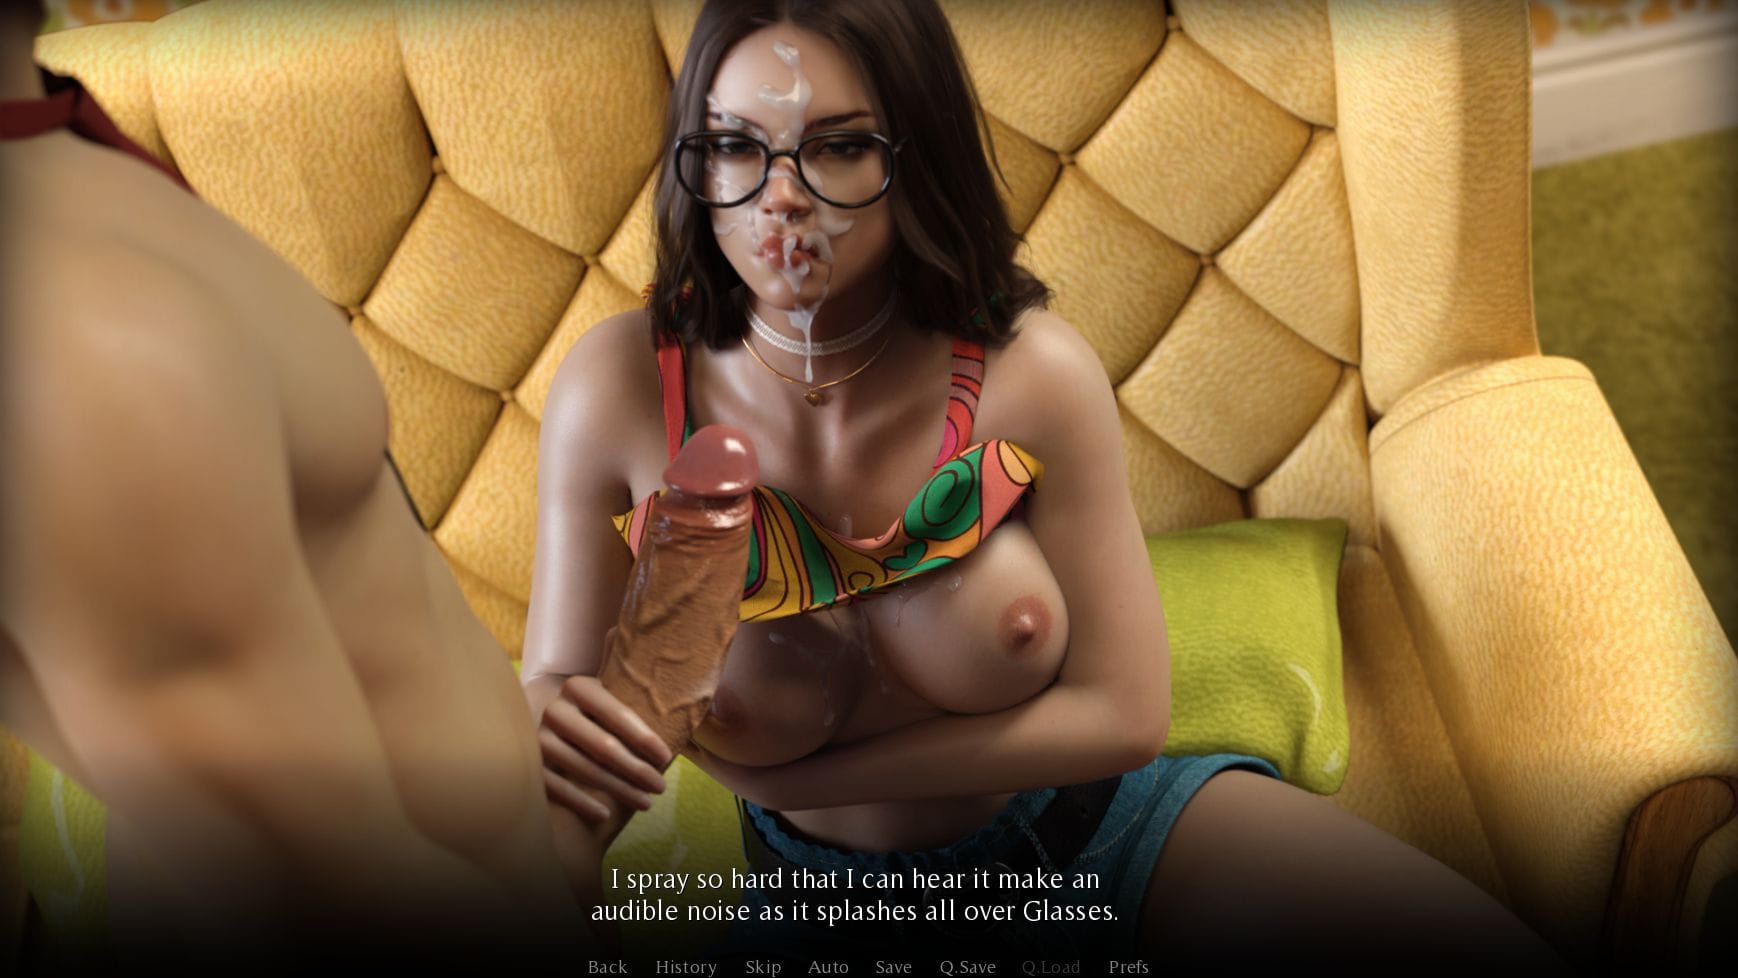 I spray so hard that I can hear it make an
audible noise as it splashes all over Glasses.
Back History Skip Auto Save Q.Save Q.Load Prefs